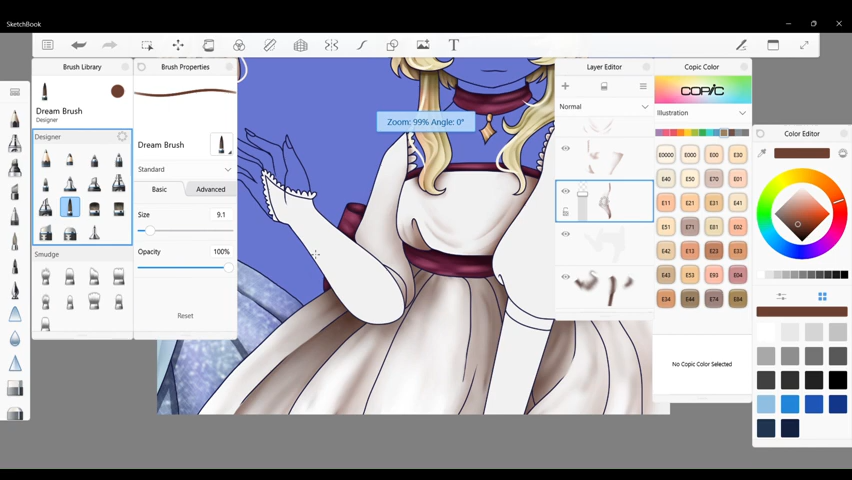 SketchBook
T
Brush Library
Brush Properties
Layer Editor
Copic Color
Dream Brush
Designer
Designer
Smudge
Dream Brush
Standard
Basic
Advanced
Size
9.1
Opacity
100%
Reset
Zoom: 99% Angle: 0°
Normal
COPIC
Illustration
E0000
E000
E00
E30
E40
E50
E70
E01
E11
E21
E31
E41
E51
E71
E81
E02
E42
E13
E23
E33
E43
E53
E93
E04
E34
E44
E74
E84
No Copic Color Selected
Color Editor